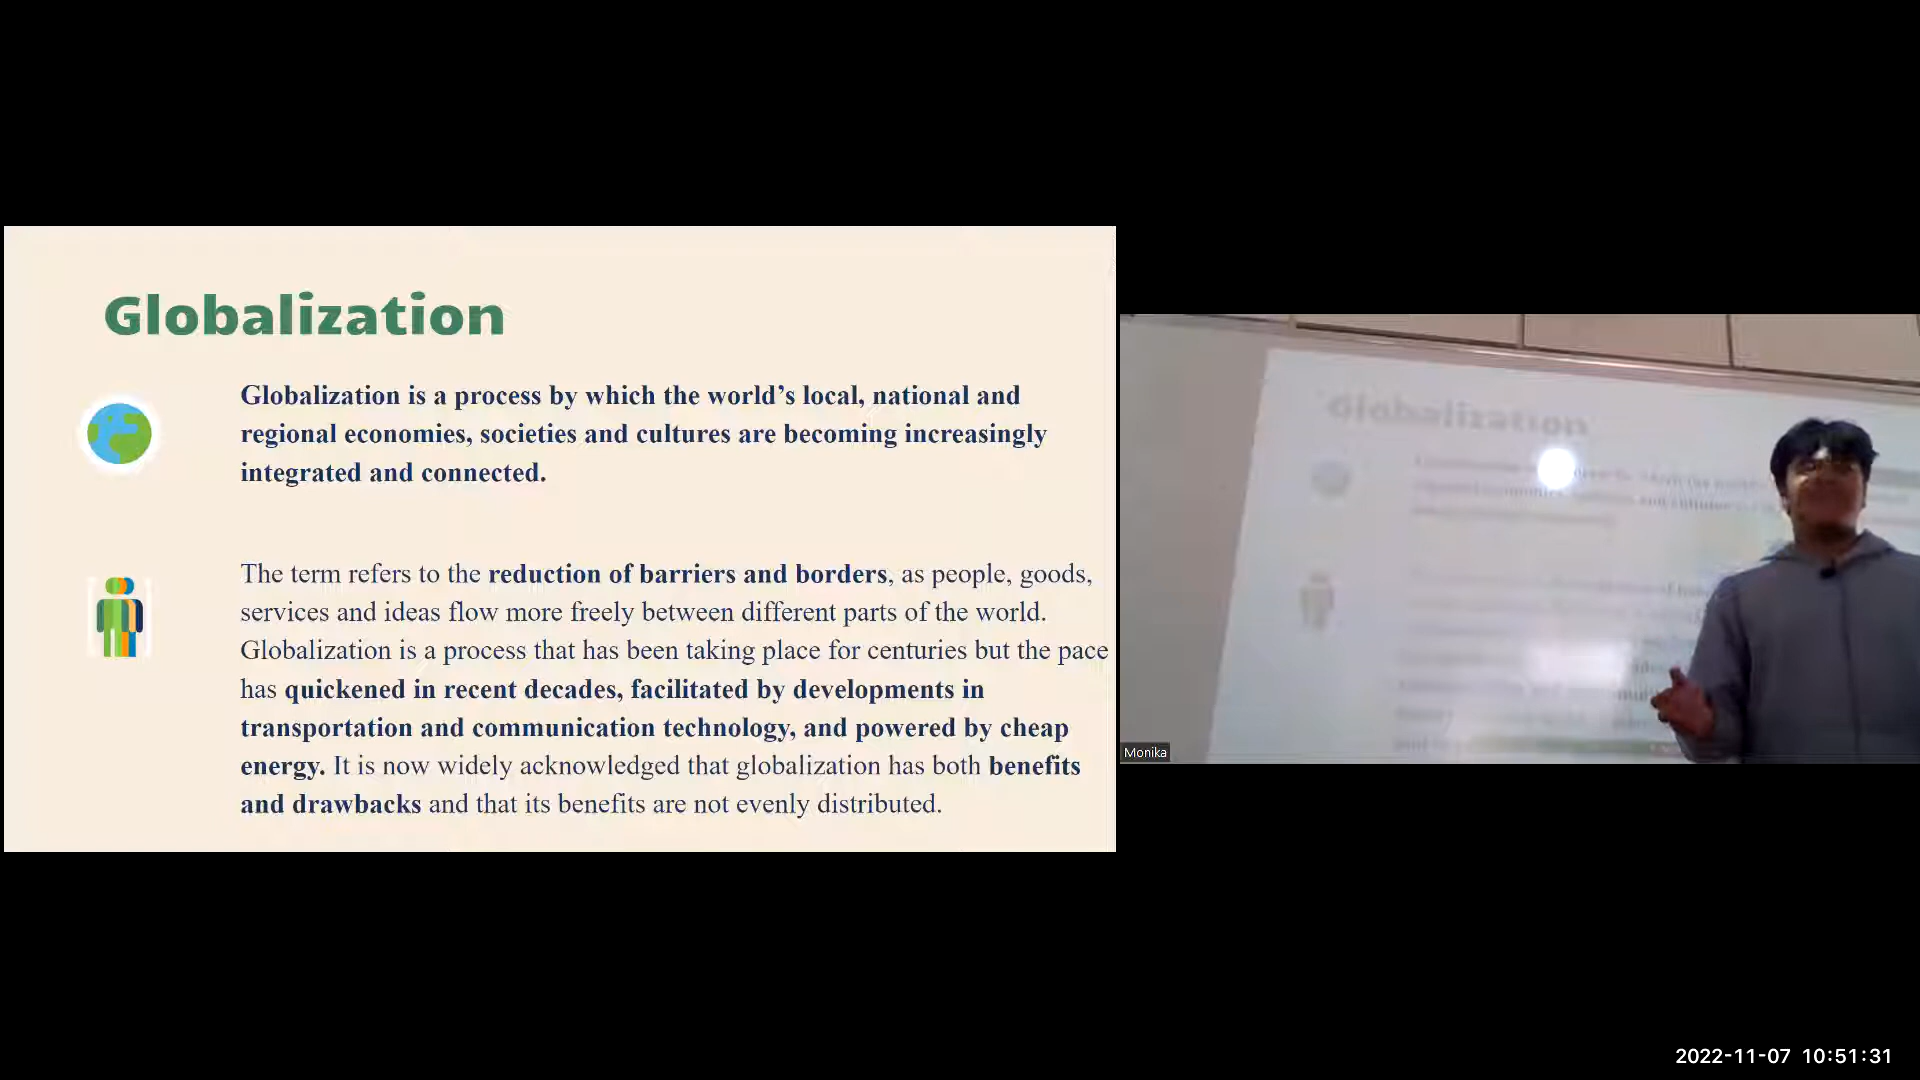 Globalization
Globalization is a process by which the world’s local, national and
regional economies, societies and cultures are becoming increasingly
integrated and connected.
The term refers to the reduction of barriers and borders, as people, goods,
services and ideas flow more freely between different parts of the world.
Globalization is a process that has been taking place for centuries but the pace
has quickened in recent decades, facilitated by developments in
transportation and communication technology, and powered by cheap
energy. It is now widely acknowledged that globalization has both benefits
and drawbacks and that its benefits are not evenly distributed.
Globalization
Monika
2022-11-07 10:51:31